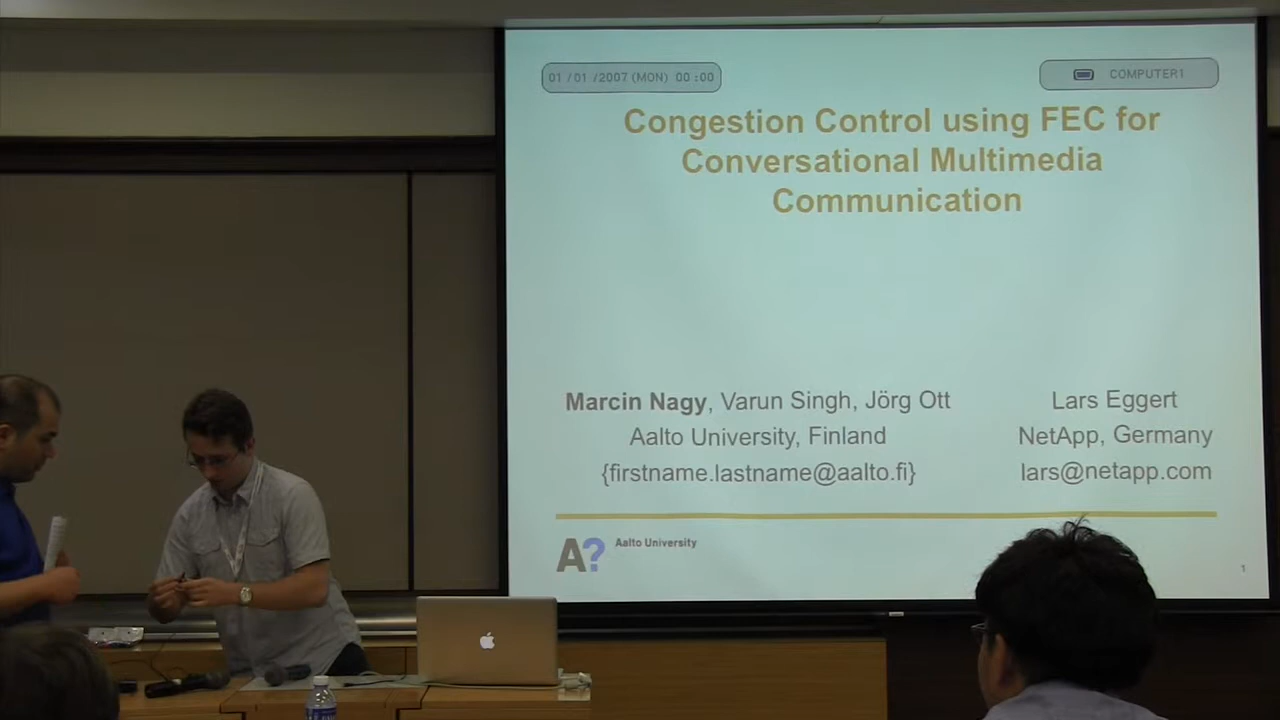 01 /01 /2007 (MON) 00 :00
COMPUTER1
Congestion Control using FEC for
Conversational Multimedia
Communication
Marcin Nagy, Varun Singh, Jörg Ott
Aalto University, Finland
{firstname.lastname@aalto.fi}
Lars Eggert
NetApp, Germany
lars@netapp.com
A?
Aalto University
1